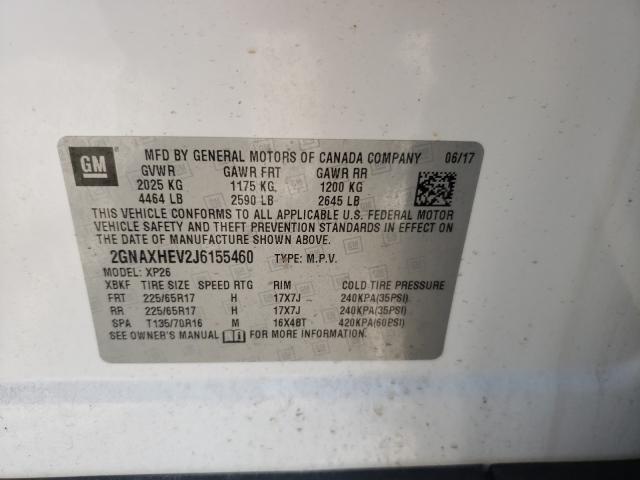 GM
MFD BY GENERAL MOTORS OF CANADA COMPANY 06/17
GVWR GAWR FRT GAWR RR
2025 KG 1175 KG, 1200 KG
4464 LB 2590 LB 2645 LB
THIS VEHICLE CONFORMS TO ALL APPLICABLE U.S. FEDERAL MOTOR
VEHICLE SAFETY AND THEFT PREVENTION STANDARDS IN EFFECT ON
THE DATE OF MANUFACTURE SHOWN ABOVE.
2GNAXHEV2J6155460 TYPE: M.P.V.
MODEL: XP26
XBKF TIRE SIZE SPEED RTG RIM COLD TIRE PRESSURE
FRT 225/65R17 H 17X7J 240KPA(35PSI)
RR 225/65R17 H 17X7J 240KPA(35PSI)
SPA T135/70R16 M 16X4BT 420KPA(60PSI)
SEE OWNER'S MANUAL FOR MORE INFORMATION